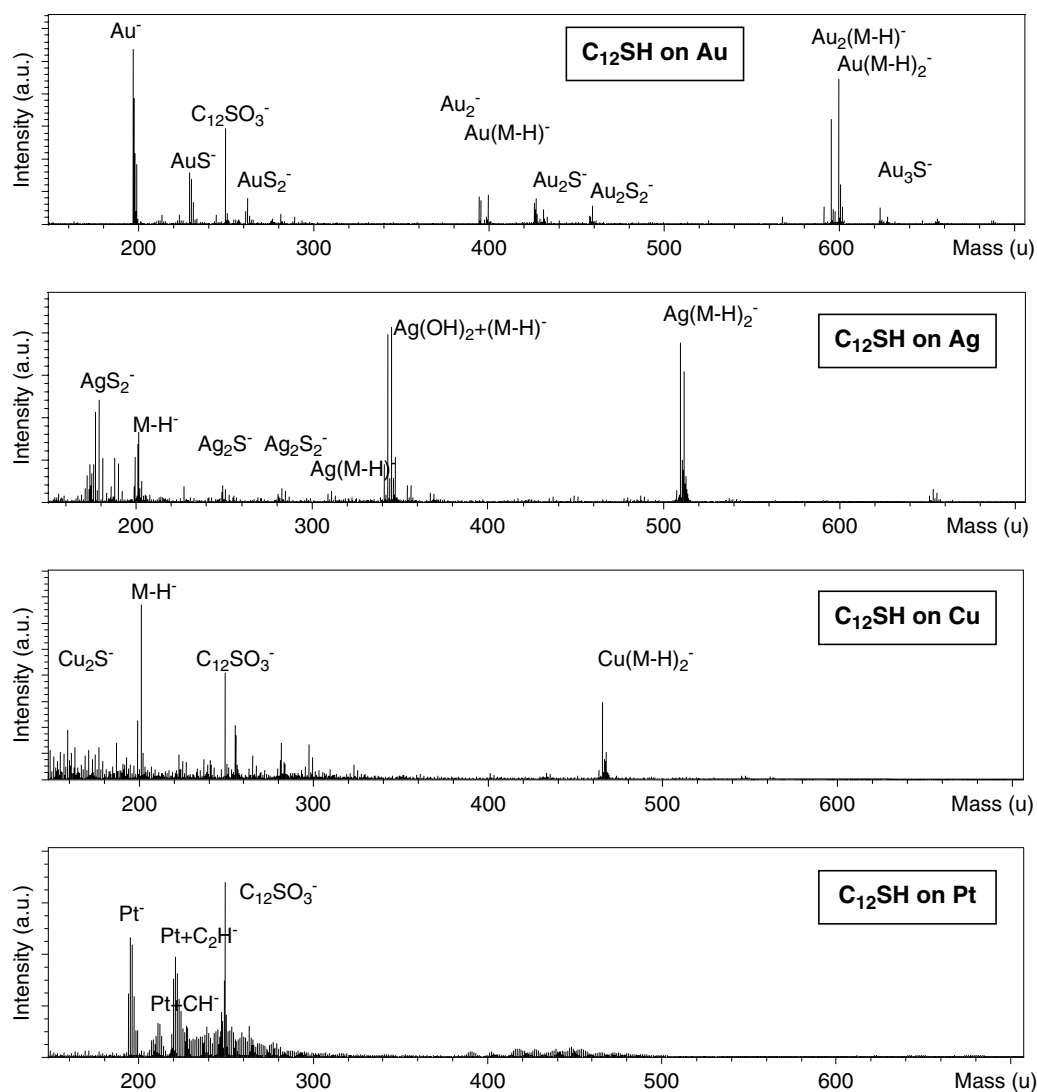 Intensity (a.u.)
C₁₂SH on Au
Au⁻
AuS⁻
C₁₂SO₃⁻
AuS₂⁻
Au₂⁻
Au(M-H)⁻
Au₂S⁻
Au₂S₂⁻
Au₂(M-H)⁻
Au(M-H)₂⁻
Au₃S⁻
200 300 400 500 600 Mass (u)
Intensity (a.u.)
C₁₂SH on Ag
AgS₂⁻
M-H⁻
Ag₂S⁻
Ag₂S₂⁻
Ag(M-H)⁻
Ag(OH)₂+(M-H)⁻
Ag(M-H)₂⁻
200 300 400 500 600 Mass (u)
Intensity (a.u.)
C₁₂SH on Cu
Cu₂S⁻
M-H⁻
C₁₂SO₃⁻
Cu(M-H)₂⁻
200 300 400 500 600 Mass (u)
Intensity (a.u.)
C₁₂SH on Pt
Pt⁻
Pt+C₂H⁻
Pt+CH⁻
C₁₂SO₃⁻
200 300 400 500 600 Mass (u)